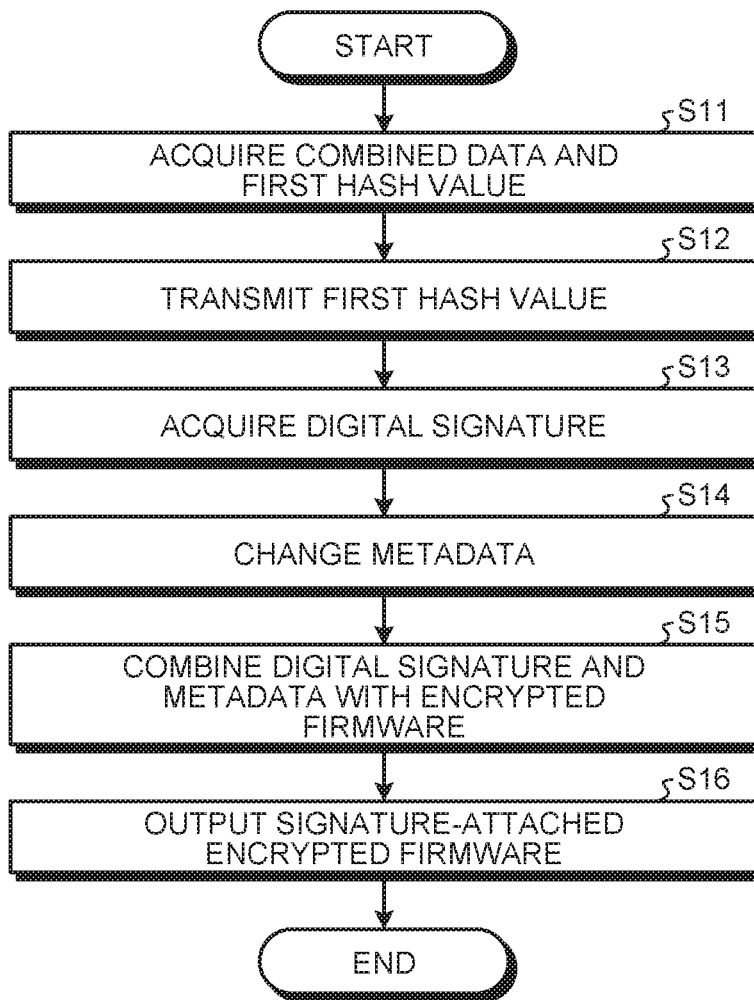 START
S11
ACQUIRE COMBINED DATA AND
FIRST HASH VALUE
S12
TRANSMIT FIRST HASH VALUE
S13
ACQUIRE DIGITAL SIGNATURE
S14
CHANGE METADATA
S15
COMBINE DIGITAL SIGNATURE AND
METADATA WITH ENCRYPTED
FIRMWARE
S16
OUTPUT SIGNATURE-ATTACHED
ENCRYPTED FIRMWARE
END